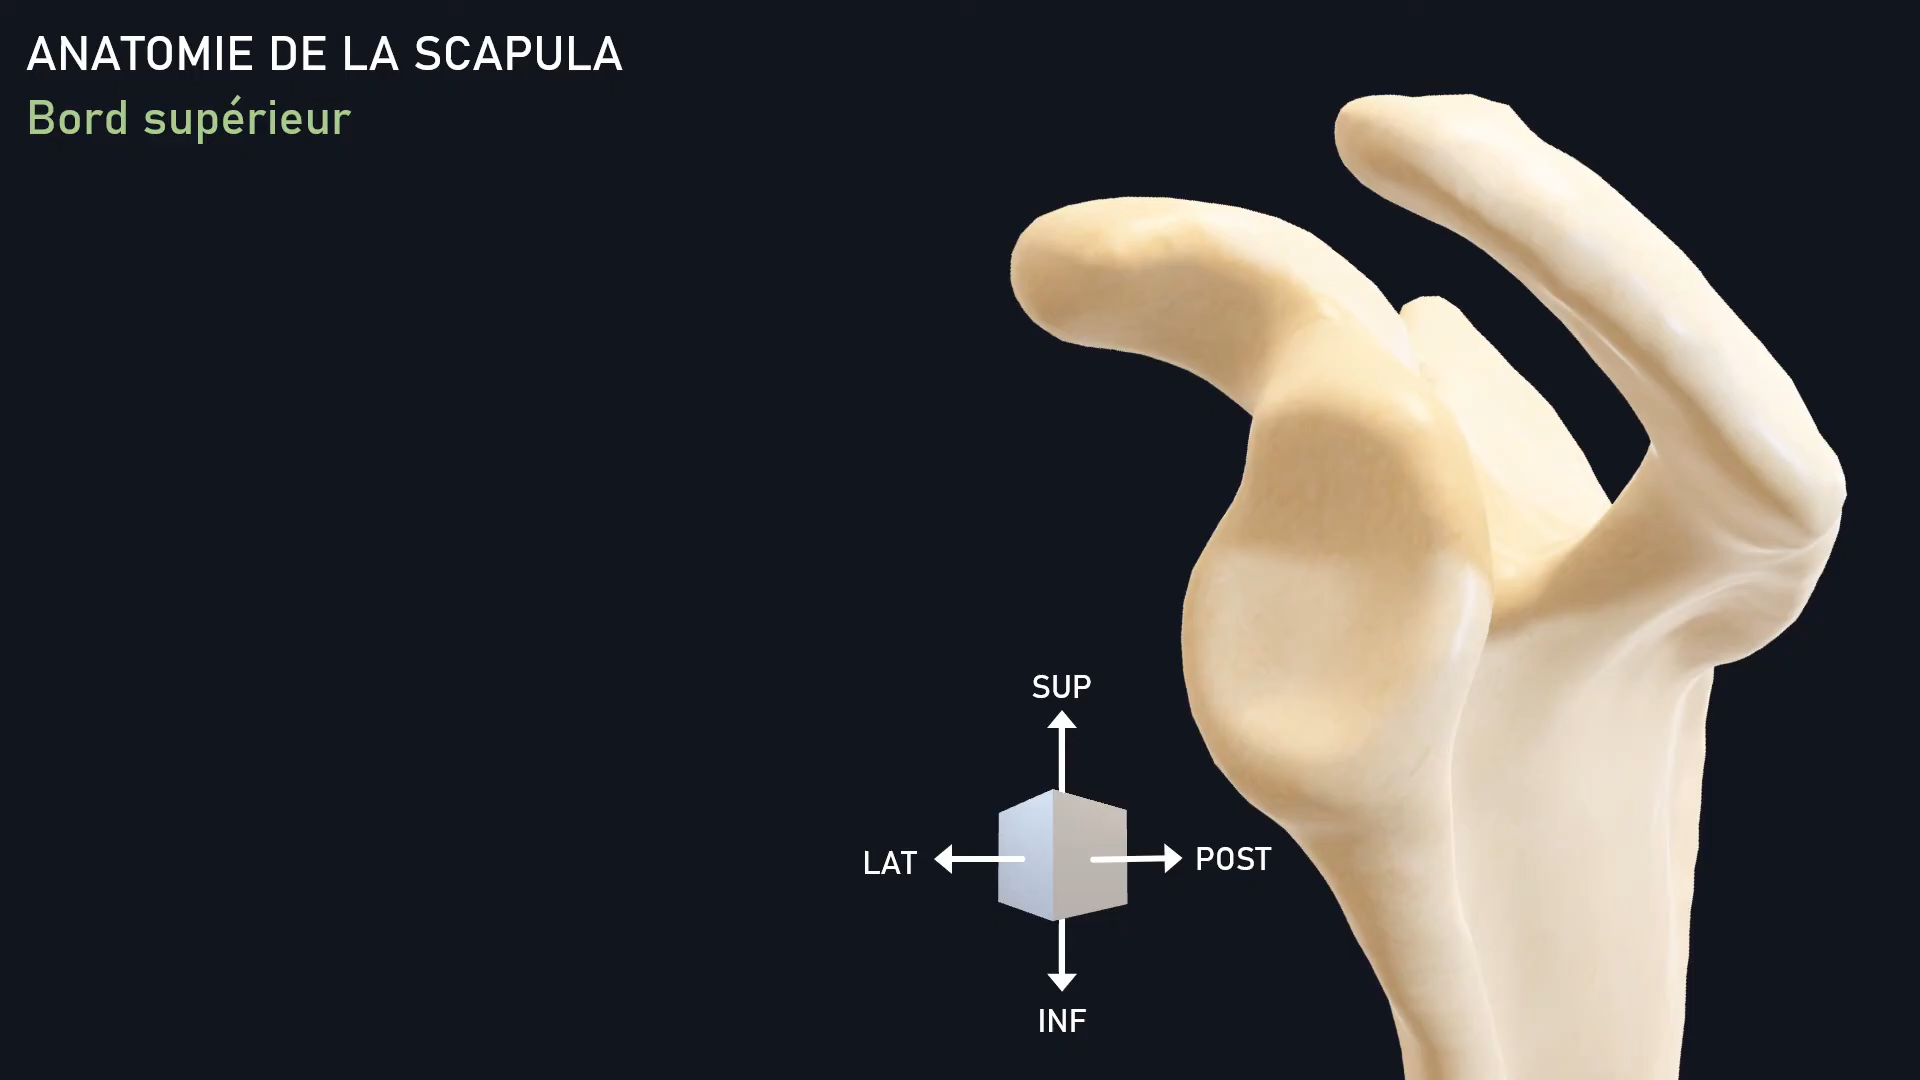 ANATOMIE DE LA SCAPULA
Bord supérieur
SUP
LAT
POST
INF